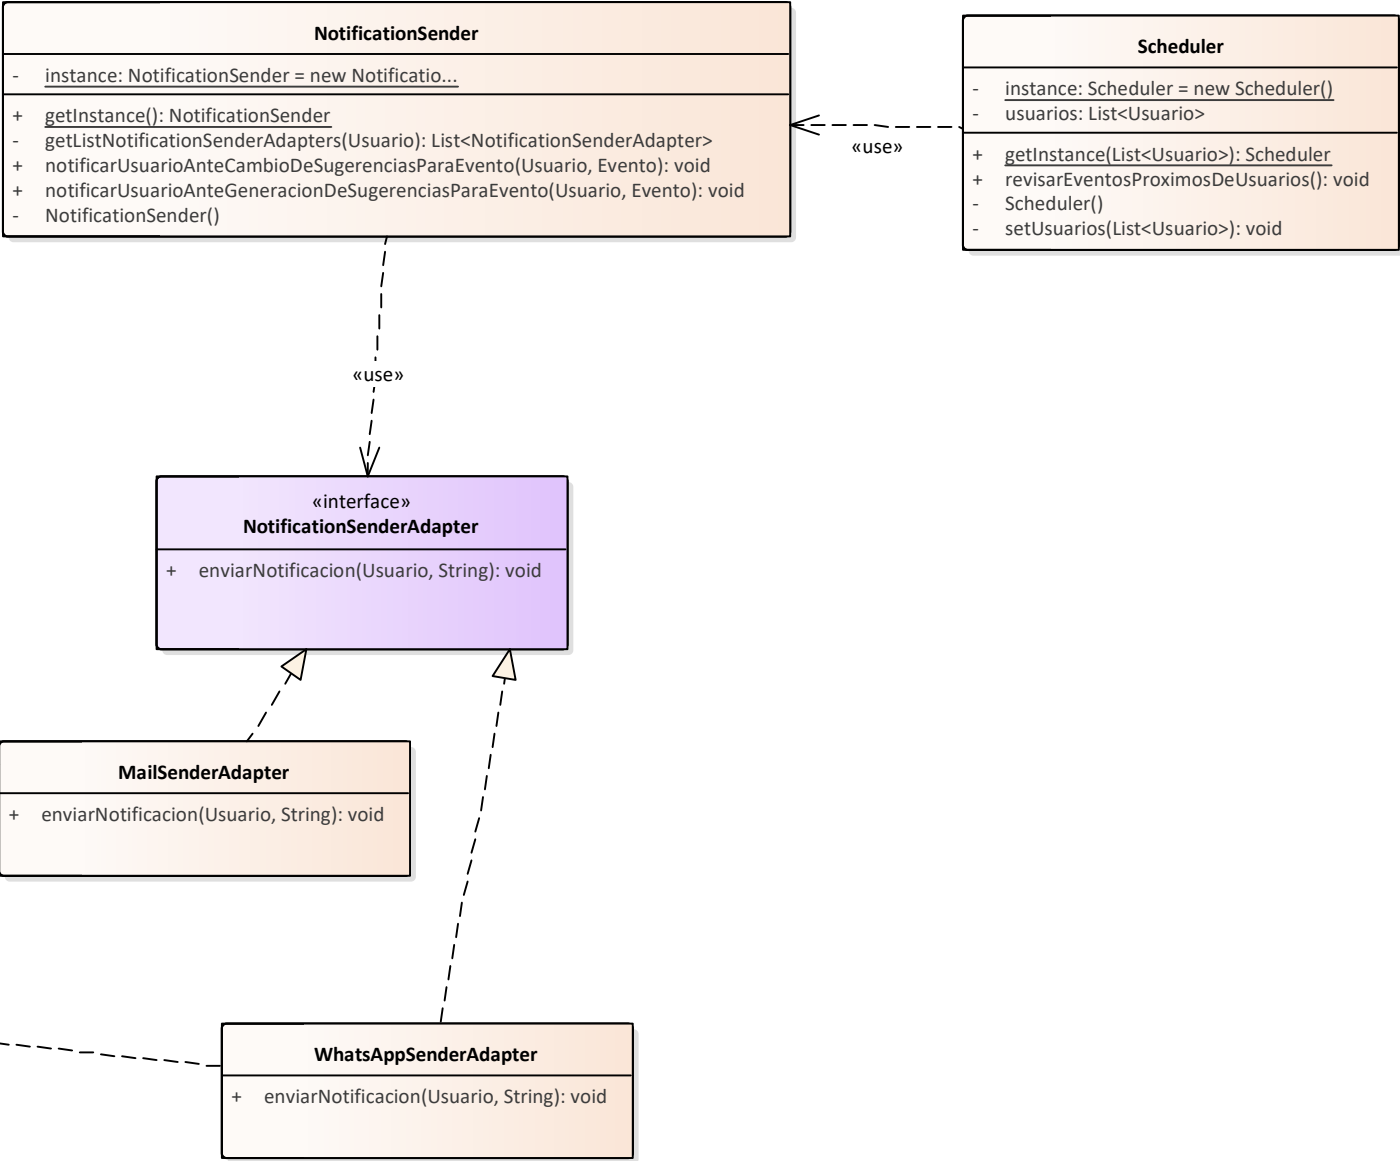 NotificationSender
- instance: NotificationSender = new Notificatio...
+ getInstance(): NotificationSender
- getListNotificationSenderAdapters(Usuario): List<NotificationSenderAdapter>
+ notificarUsuarioAnteCambioDeSugerenciasParaEvento(Usuario, Evento): void
+ notificarUsuarioAnteGeneracionDeSugerenciasParaEvento(Usuario, Evento): void
- NotificationSender()
«use»
Scheduler
- instance: Scheduler = new Scheduler()
- usuarios: List<Usuario>
+ getInstance(List<Usuario>): Scheduler
+ revisarEventosProximosDeUsuarios(): void
- Scheduler()
- setUsuarios(List<Usuario>): void
«use»
«interface»
NotificationSenderAdapter
+ enviarNotificacion(Usuario, String): void
MailSenderAdapter
+ enviarNotificacion(Usuario, String): void
WhatsAppSenderAdapter
+ enviarNotificacion(Usuario, String): void